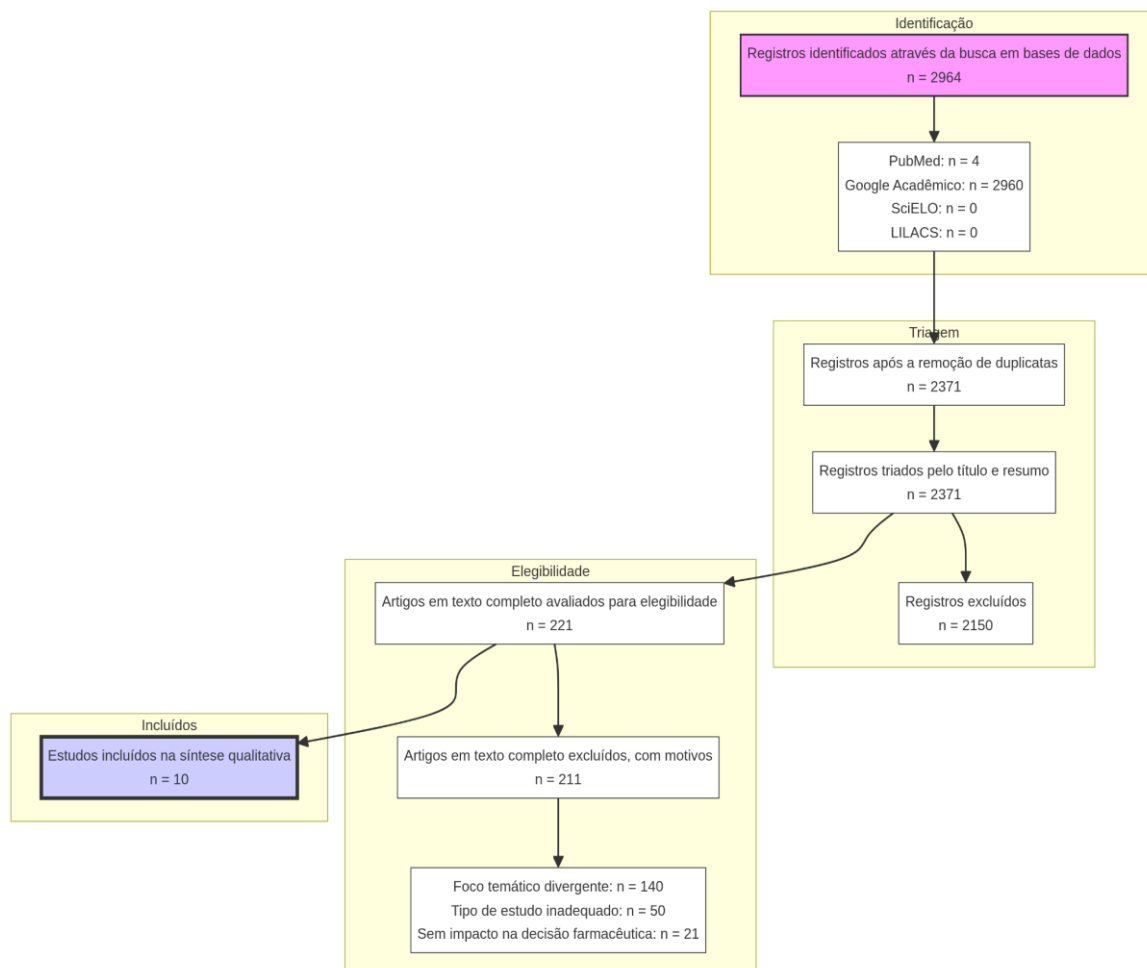 Identificação
Registros identificados através da busca em bases de dados
n = 2964
PubMed: n = 4
Google Acadêmico: n = 2960
SciELO: n = 0
LILACS: n = 0
Triagem
Registros após a remoção de duplicatas
n = 2371
Registros triados pelo título e resumo
n = 2371
Registros excluídos
n = 2150
Elegibilidade
Artigos em texto completo avaliados para elegibilidade
n = 221
Artigos em texto completo excluídos, com motivos
n = 211
Foco temático divergente: n = 140
Tipo de estudo inadequado: n = 50
Sem impacto na decisão farmacêutica: n = 21
Incluídos
Estudos incluídos na síntese qualitativa
n = 10